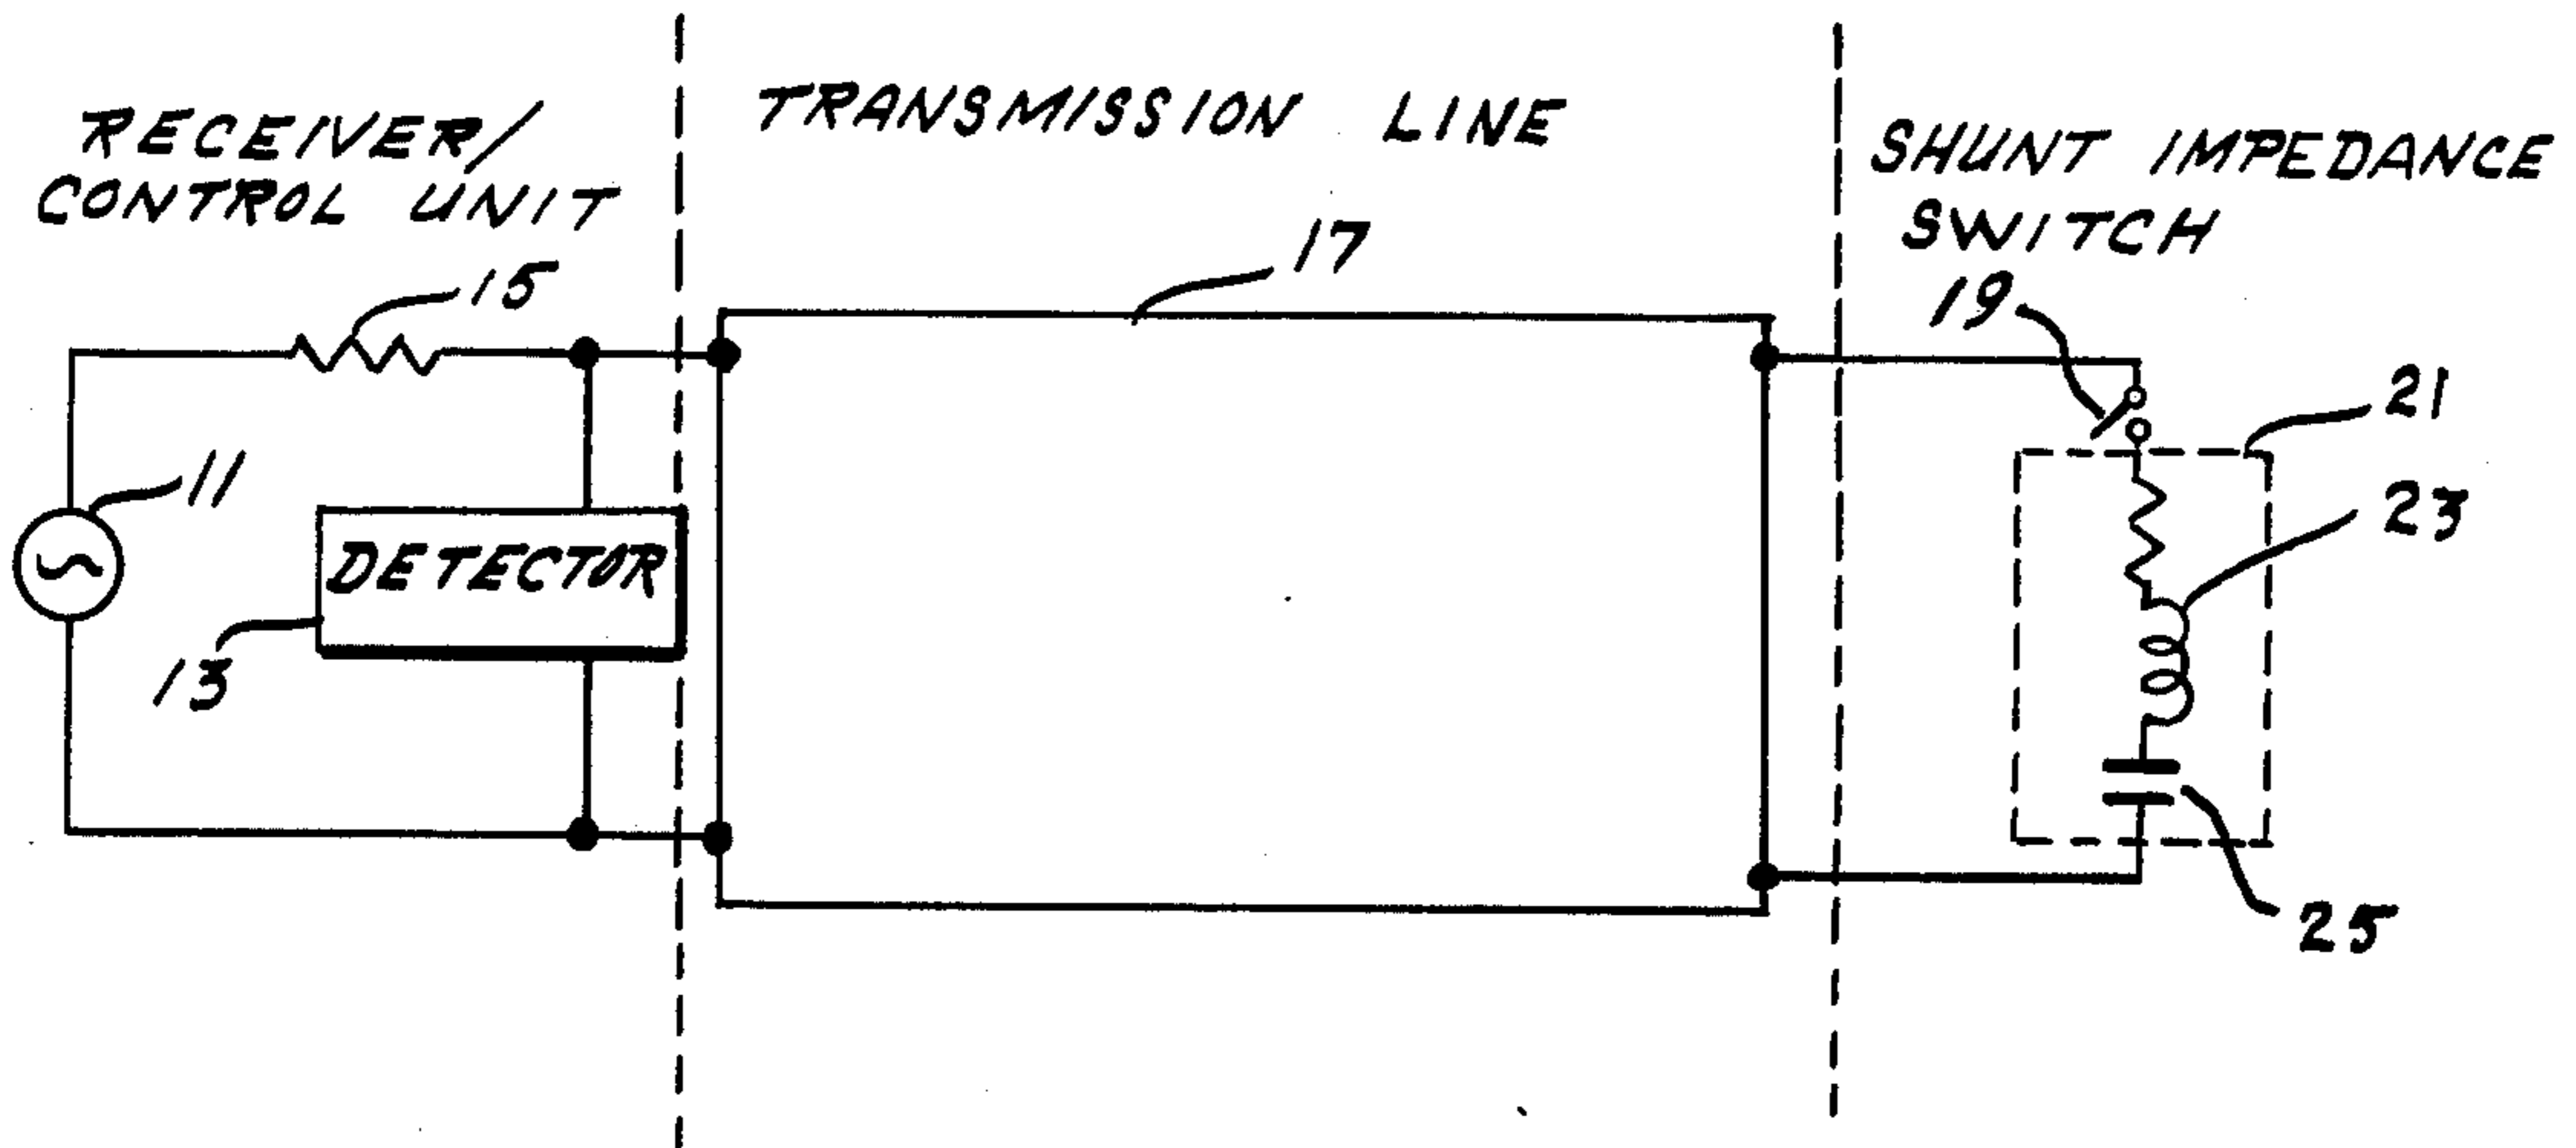 RECEIVER/
CONTROL UNIT
TRANSMISSION LINE
SHUNT IMPEDANCE
SWITCH
15
17
19
21
11
23
DETECTOR
13
25